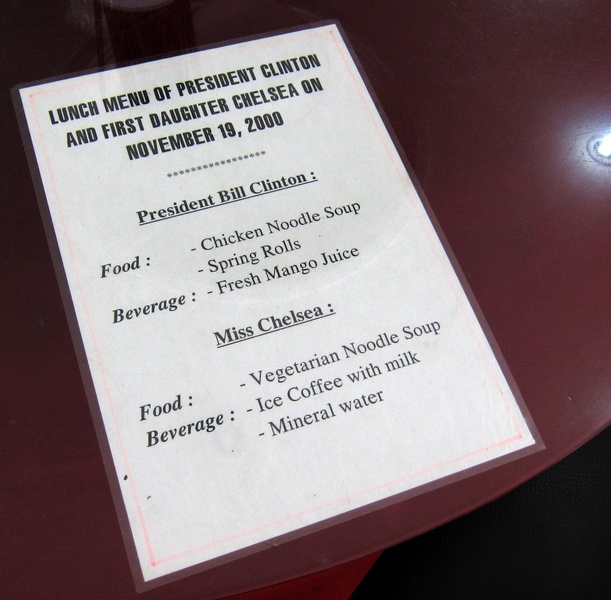 LUNCH MENU OF PRESIDENT CLINTON
AND FIRST DAUGHTER CHELSEA ON
NOVEMBER 19, 2000
*****************
President Bill Clinton :
Food : - Chicken Noodle Soup
- Spring Rolls
Beverage : - Fresh Mango Juice
Miss Chelsea :
Food : - Vegetarian Noodle Soup
Beverage : - Ice Coffee with milk
- Mineral water